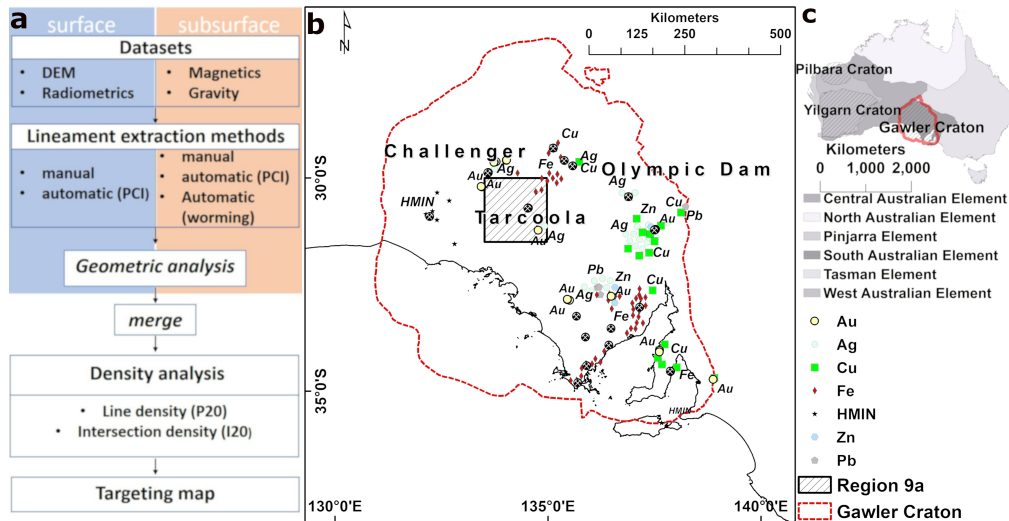 a
surface subsurface
Datasets
• DEM
• Radiometrics
• Magnetics
• Gravity
Lineament extraction methods
• manual
• automatic (PCI)
• manual
• automatic (PCI)
• Automatic
(worming)
Geometric analysis
merge
Density analysis
• Line density (P20)
• Intersection density (I20)
Targeting map
b
N
Kilometers
0 125 250 500
Cu
Challenger
Fe
Ag
Ag
Cu
Olympic Dam
Au
Au
Ag
HMIN
Cu
Tarcoola
Zn
Pb
Ag
Au
Au
Ag
Cu
Pb
Zn
Cu
Au
Ag
Au
Au
Fe
Au
Cu
Fe
Au
HMIN
30°0'S
35°0'S
130°0'E 135°0'E 140°0'E
c
Pilbara Craton
Yilgarn Craton
Gawler Craton
Kilometers
0 1,000 2,000
Central Australian Element
North Australian Element
Pinjarra Element
South Australian Element
Tasman Element
West Australian Element
Au
Ag
Cu
Fe
HMIN
Zn
Pb
Region 9a
Gawler Craton